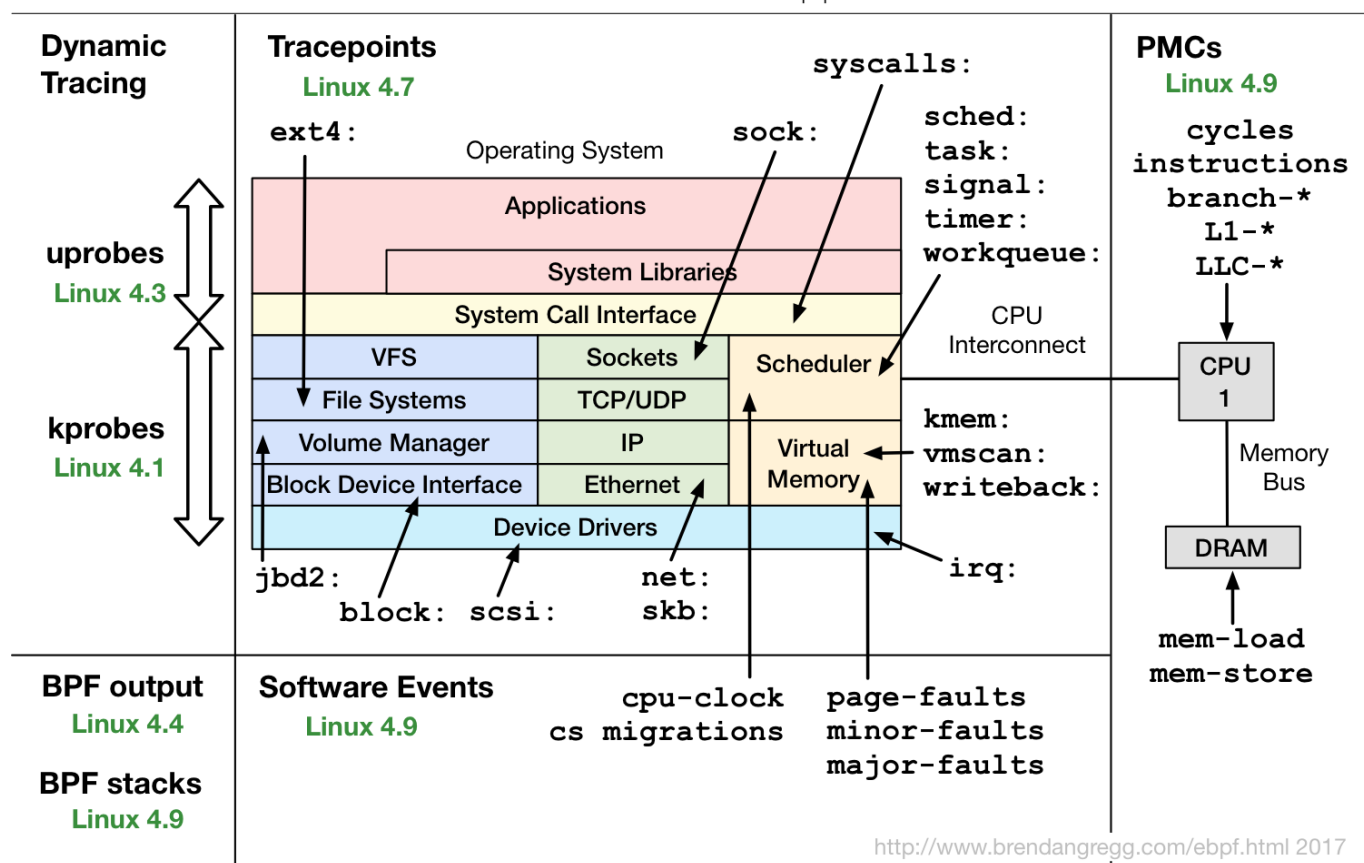 Dynamic
Tracing
uprobes
Linux 4.3
kprobes
Linux 4.1
Tracepoints
Linux 4.7
syscalls:
ext4:
sock:
Operating System
sched:
task:
signal:
timer:
workqueue:
Applications
System Libraries
System Call Interface
VFS
Sockets
Scheduler
File Systems
TCP/UDP
Volume Manager
IP
Virtual
Memory
Block Device Interface
Ethernet
Device Drivers
CPU
Interconnect
kmem:
vmscan:
writeback:
irq:
jbd2:
block:
scsi:
net:
skb:
PMCs
Linux 4.9
cycles
instructions
branch-*
L1-*
LLC-*
CPU
1
Memory
Bus
DRAM
mem-load
mem-store
BPF output
Linux 4.4
BPF stacks
Linux 4.9
Software Events
Linux 4.9
cpu-clock
cs migrations
page-faults
minor-faults
major-faults
http://www.brendangregg.com/ebpf.html 2017